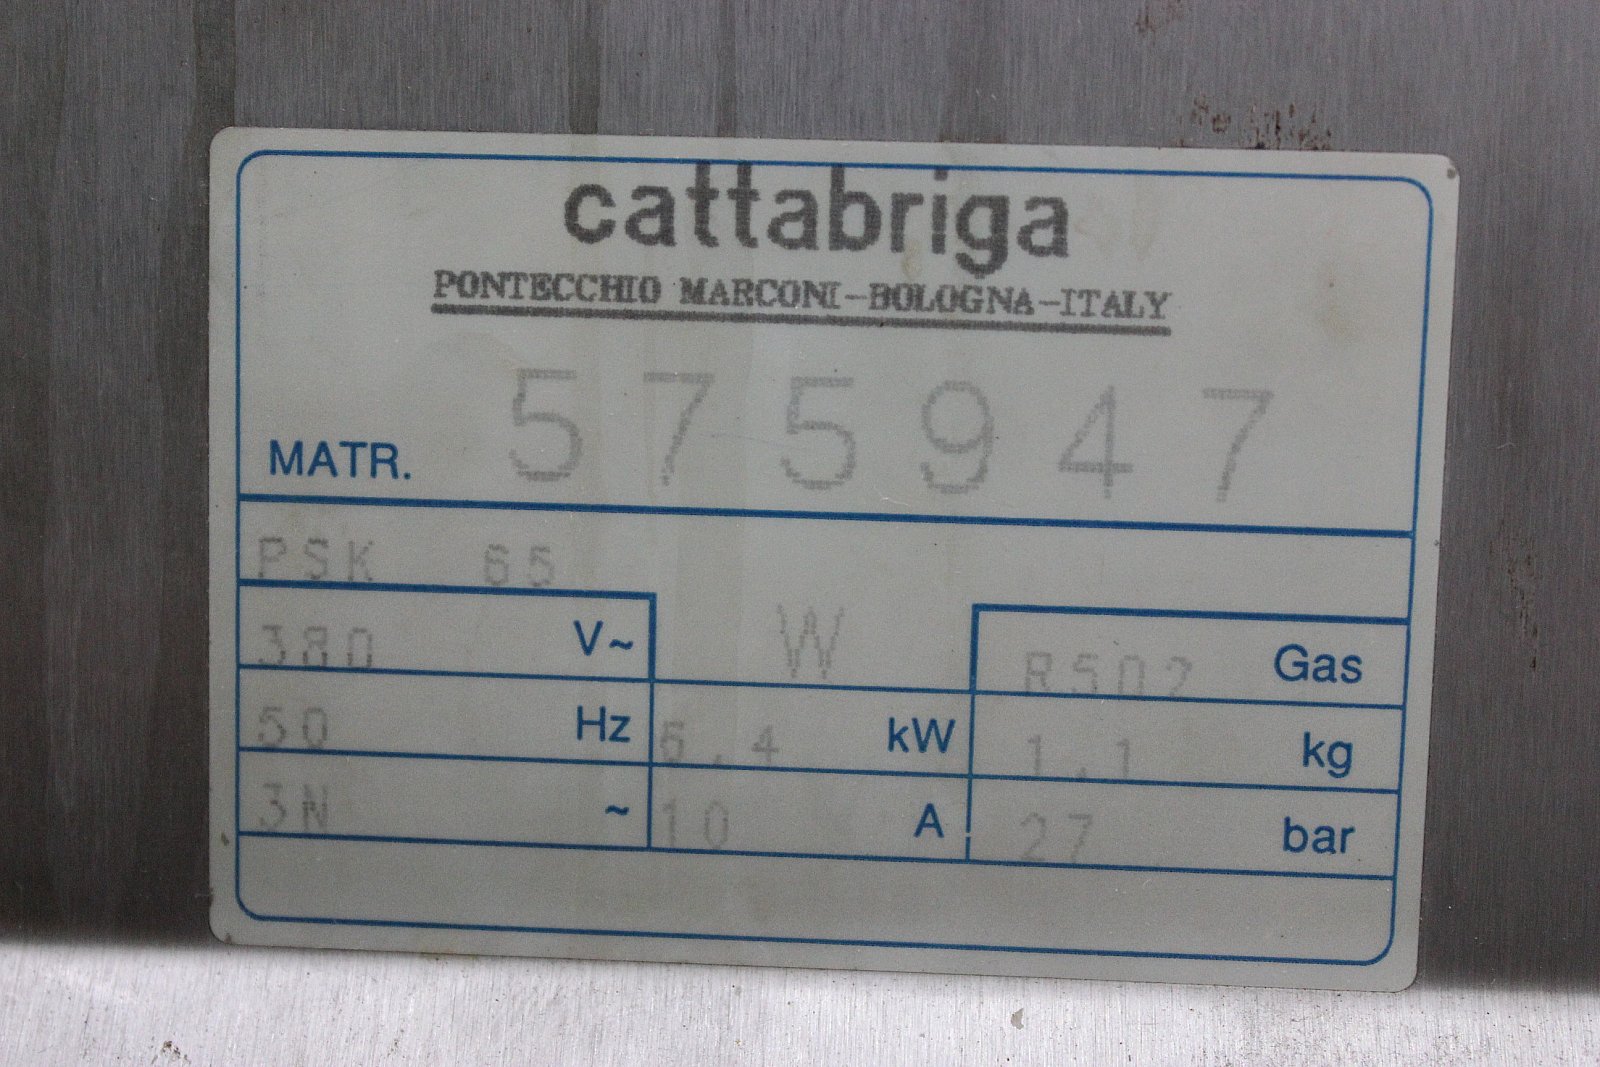 cattabriga
PONTECCHIO MARCONI-BOLOGNA-ITALY
MATR. 575947
PSK 65
W
380 V~
R502 Gas
50 Hz
5.4 kW
1.1 kg
3N ~
10 A
27 bar